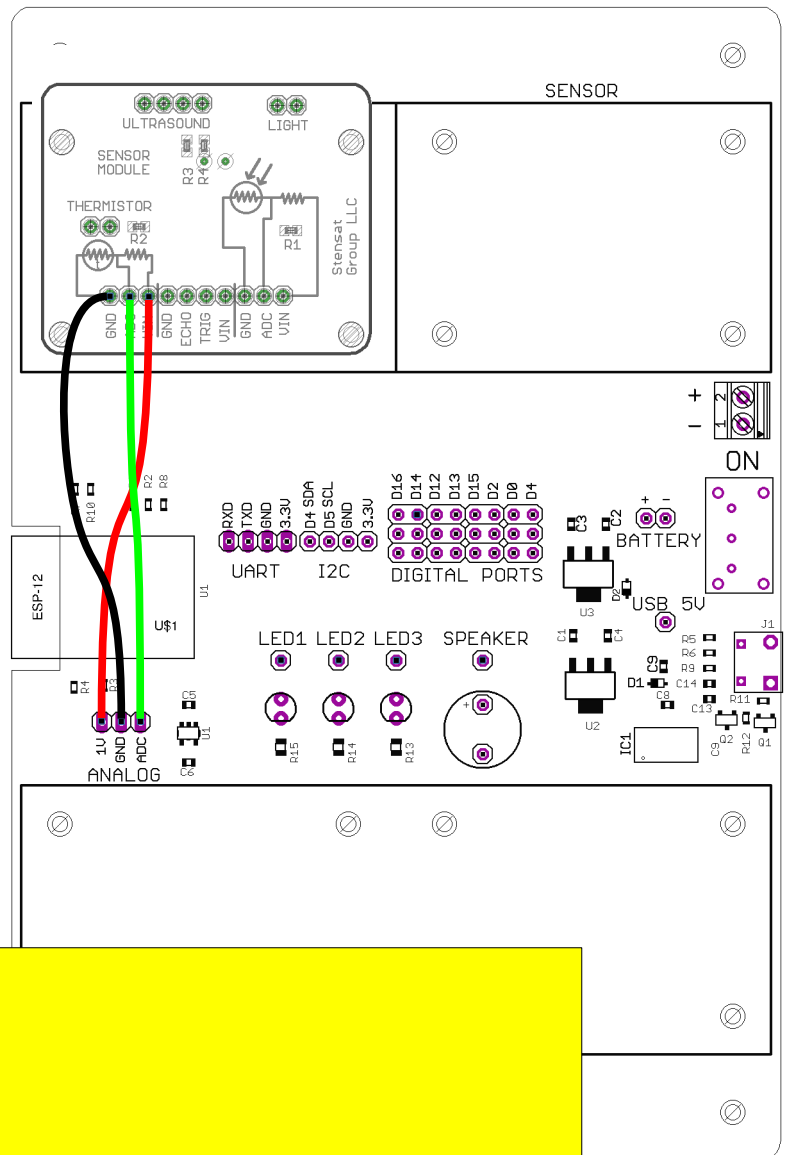 SENSOR
ULTRASOUND
LIGHT
SENSOR
MODULE
R3
R4
THERMISTOR
R2
R1
Stensat
Group LLC
GND
GND
ECHO
TRIG
VIN
GND
ADC
VIN
+ 2
- 1
ON
R10
R2
R8
RXD
TXD
GND
3.3V
UART
D4 SDA
D5 SCL
GND
3.3V
I2C
D16
D14
D12
D13
D15
D2
D0
D4
DIGITAL PORTS
C3
C2
+ -
BATTERY
ESP-12
U$1
U1
U3
D2
USB 5V
J1
LED1
LED2
LED3
SPEAKER
C1
C4
R5
R6
R9
C14
C13
C9
D1
C8
R11
R4
R3
C5
U1
C6
1V
GND
ADC
ANALOG
R15
R14
R13
+
U2
IC1
C9
Q2
R12
Q1